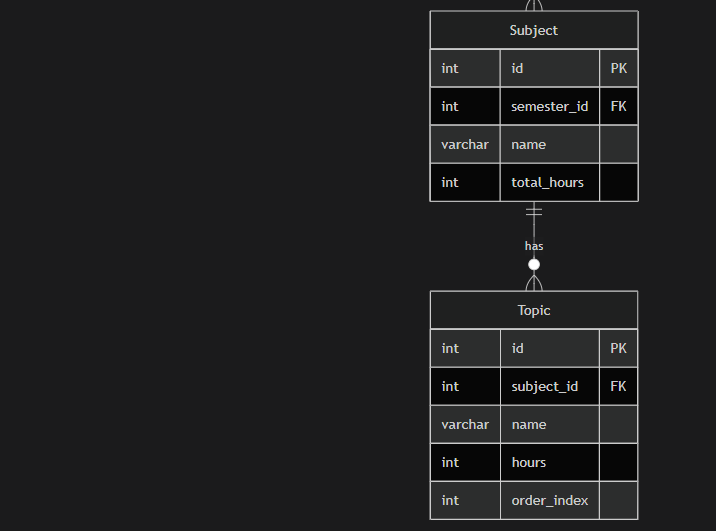 Subject
int id PK
int semester_id FK
varchar name
int total_hours
has
Topic
int id PK
int subject_id FK
varchar name
int hours
int order_index